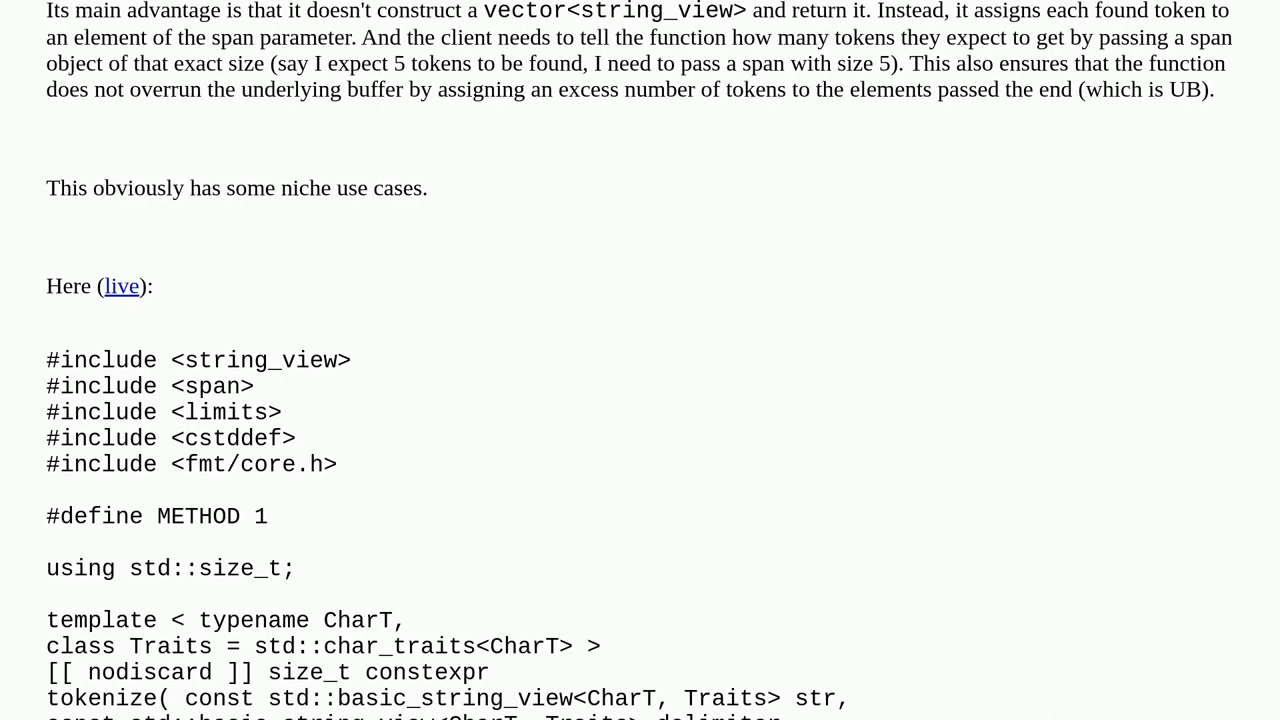 Its main advantage is that it doesn't construct a vector<string_view> and return it. Instead, it assigns each found token to
an element of the span parameter. And the client needs to tell the function how many tokens they expect to get by passing a span
object of that exact size (say I expect 5 tokens to be found, I need to pass a span with size 5). This also ensures that the function
does not overrun the underlying buffer by assigning an excess number of tokens to the elements passed the end (which is UB).
This obviously has some niche use cases.
Here (live):
#include <string_view>
#include <span>
#include <limits>
#include <cstddef>
#include <fmt/core.h>
#define METHOD 1
using std::size_t;
template < typename CharT,
class Traits = std::char_traits<CharT> >
[[ nodiscard ]] size_t constexpr
tokenize( const std::basic_string_view<CharT, Traits> str,
const std::basic_string_view<CharT, Traits> delimiter